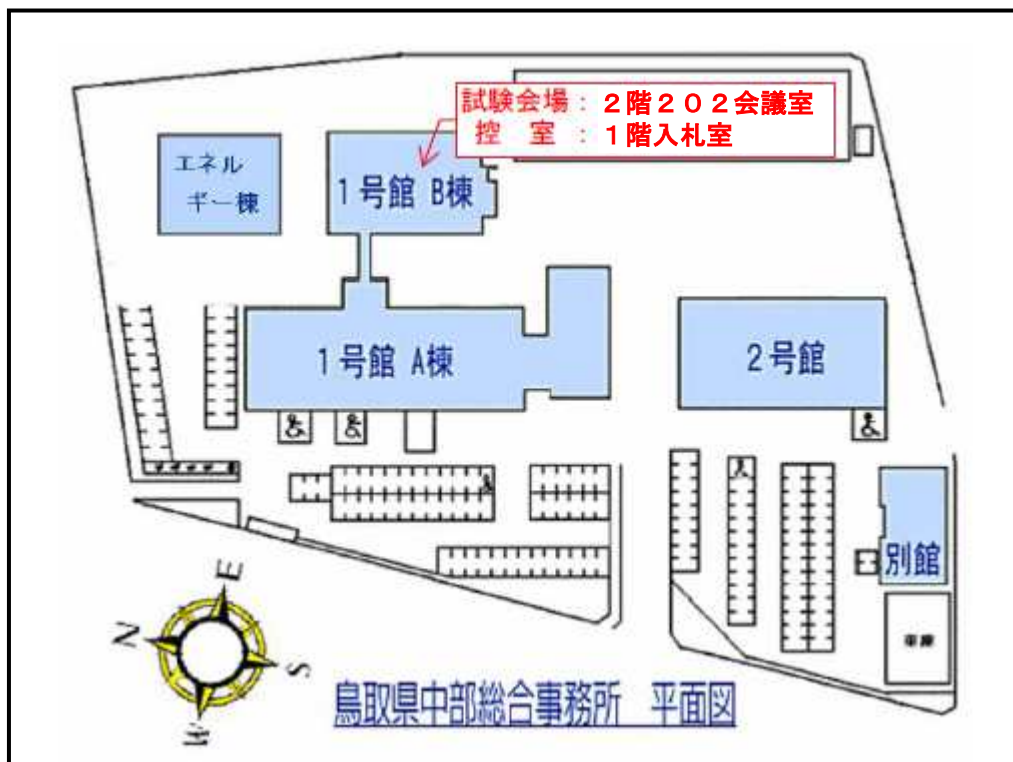 試験会場：２階２０２会議室
控　室　：１階入札室
エネル
ギー棟
１号館 B棟
１号館 A棟
２号館
別館
車庫
E
N
S
W
鳥取県中部総合事務所　平面図